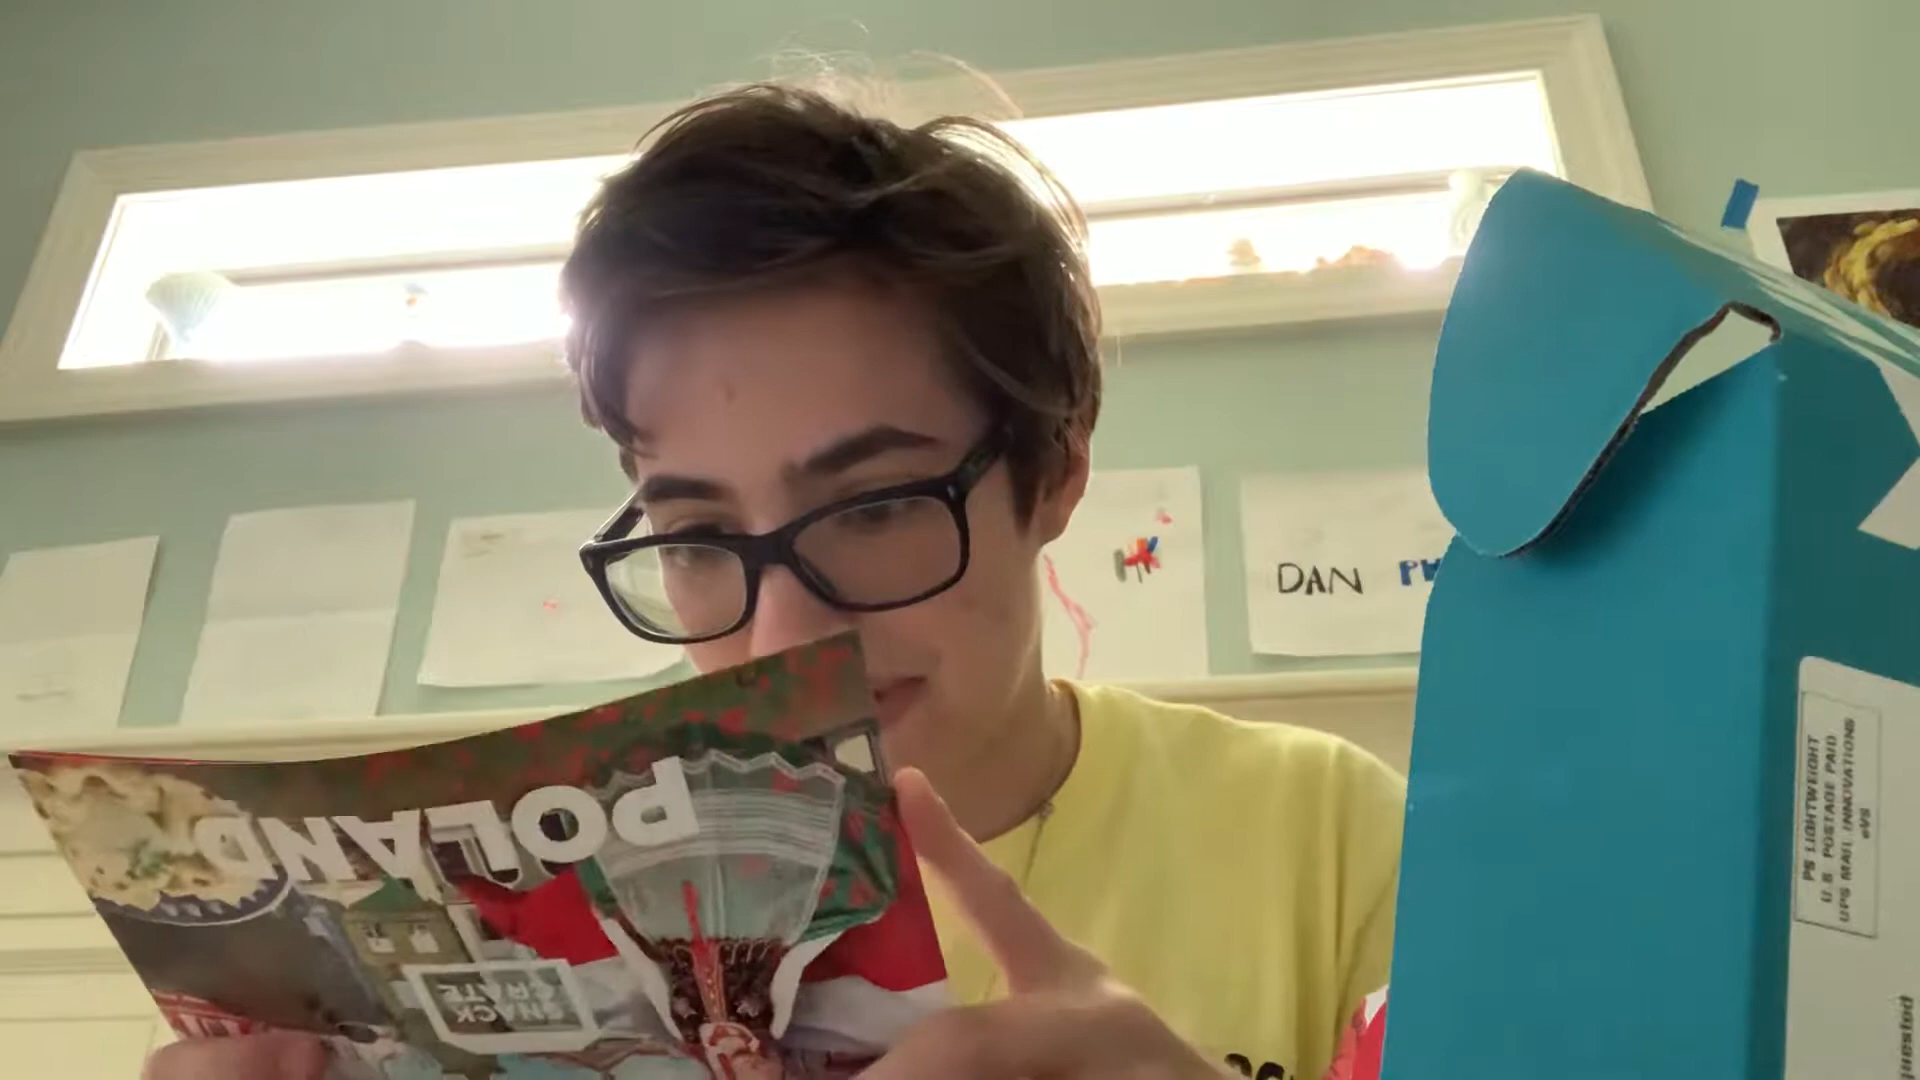 DAN
POLAND
SNACK
CRATE
PS LIGHTWEIGHT
U.S POSTAGE PAID
UPS MAIL INNOVATIONS
eVS